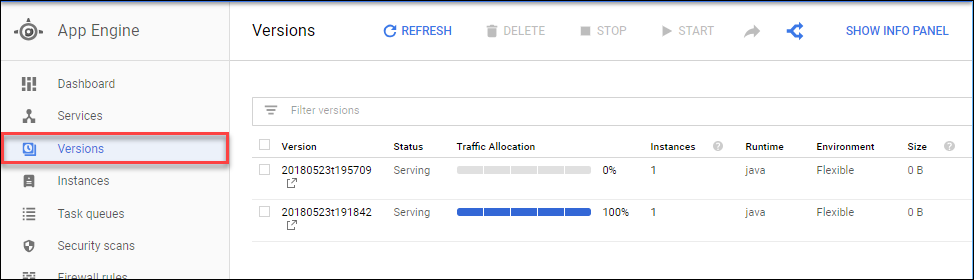 App Engine
Versions
REFRESH DELETE STOP START SHOW INFO PANEL
Dashboard
Services
Versions
Instances
Task queues
Security scans
Firewall rules
Filter versions
Version Status Traffic Allocation Instances ? Runtime Environment Size ?
20180523t195709 Serving 0% 1 java Flexible 0 B
20180523t191842 Serving 100% 1 java Flexible 0 B